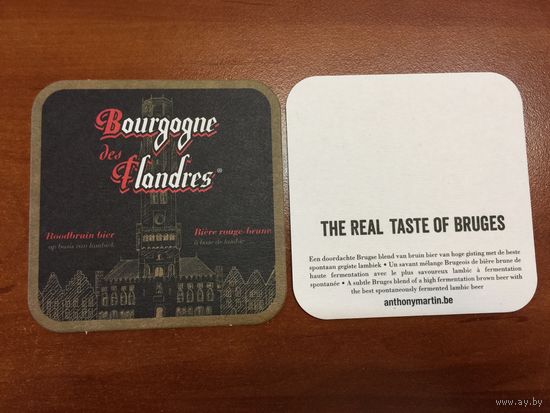 Bourgogne
des Flandres®
Roodbruin bier
op basis van lambiek
Bière rouge-brune
à base de lambic
THE REAL TASTE OF BRUGES
Een doordachte Brugse blend van bruin bier van hoge gisting met de beste
spontaan gegiste lambiek • Un savant mélange Brugeois de bière brune de
haute fermentation avec le plus savoureux lambic à fermentation
spontanée • A subtle Bruges blend of a high fermentation brown beer with
the best spontaneously fermented lambic beer
anthonymartin.be
© www.ay.by